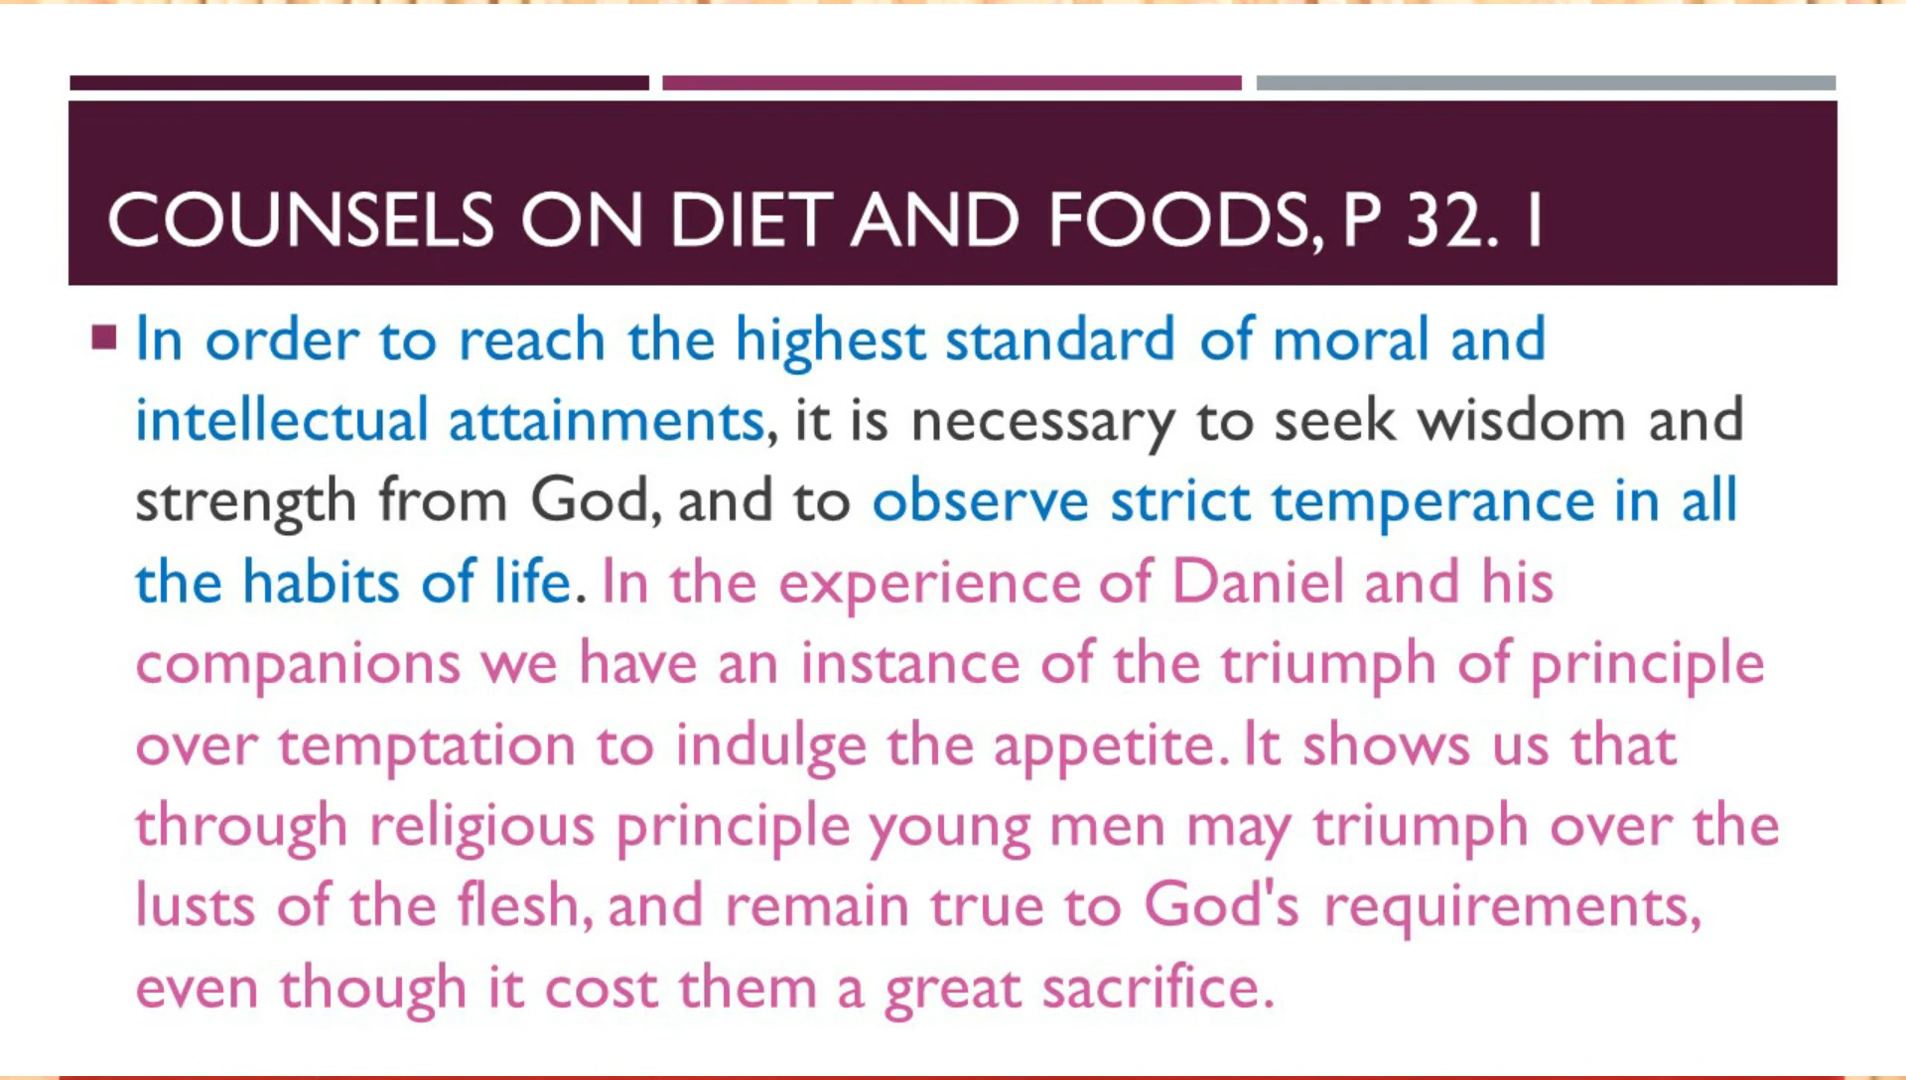 COUNSELS ON DIET AND FOODS, P 32. 1
In order to reach the highest standard of moral and
intellectual attainments, it is necessary to seek wisdom and
strength from God, and to observe strict temperance in all
the habits of life. In the experience of Daniel and his
companions we have an instance of the triumph of principle
over temptation to indulge the appetite. It shows us that
through religious principle young men may triumph over the
lusts of the flesh, and remain true to God's requirements,
even though it cost them a great sacrifice.